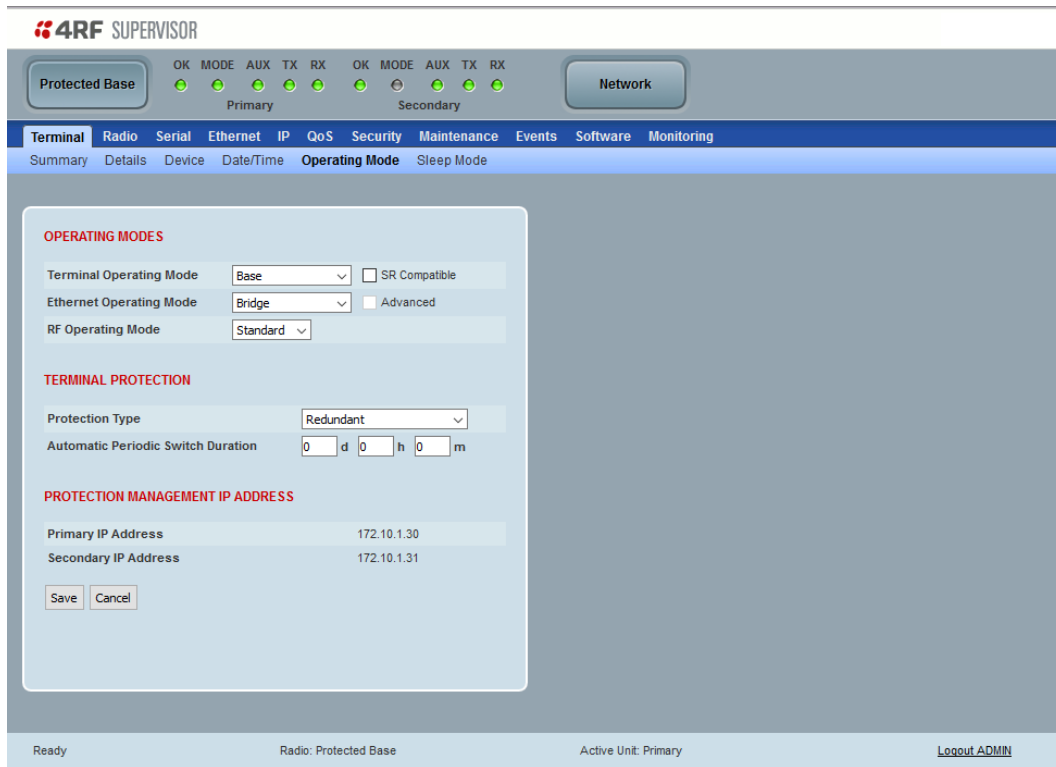 4RF SUPERVISOR
Protected Base
OK MODE AUX TX RX
Primary
OK MODE AUX TX RX
Secondary
Network
Terminal Radio Serial Ethernet IP QoS Security Maintenance Events Software Monitoring
Summary Details Device Date/Time Operating Mode Sleep Mode
OPERATING MODES
Terminal Operating Mode Base SR Compatible
Ethernet Operating Mode Bridge Advanced
RF Operating Mode Standard
TERMINAL PROTECTION
Protection Type Redundant
Automatic Periodic Switch Duration 0 d 0 h 0 m
PROTECTION MANAGEMENT IP ADDRESS
Primary IP Address 172.10.1.30
Secondary IP Address 172.10.1.31
Save Cancel
Ready Radio: Protected Base Active Unit: Primary Logout ADMIN